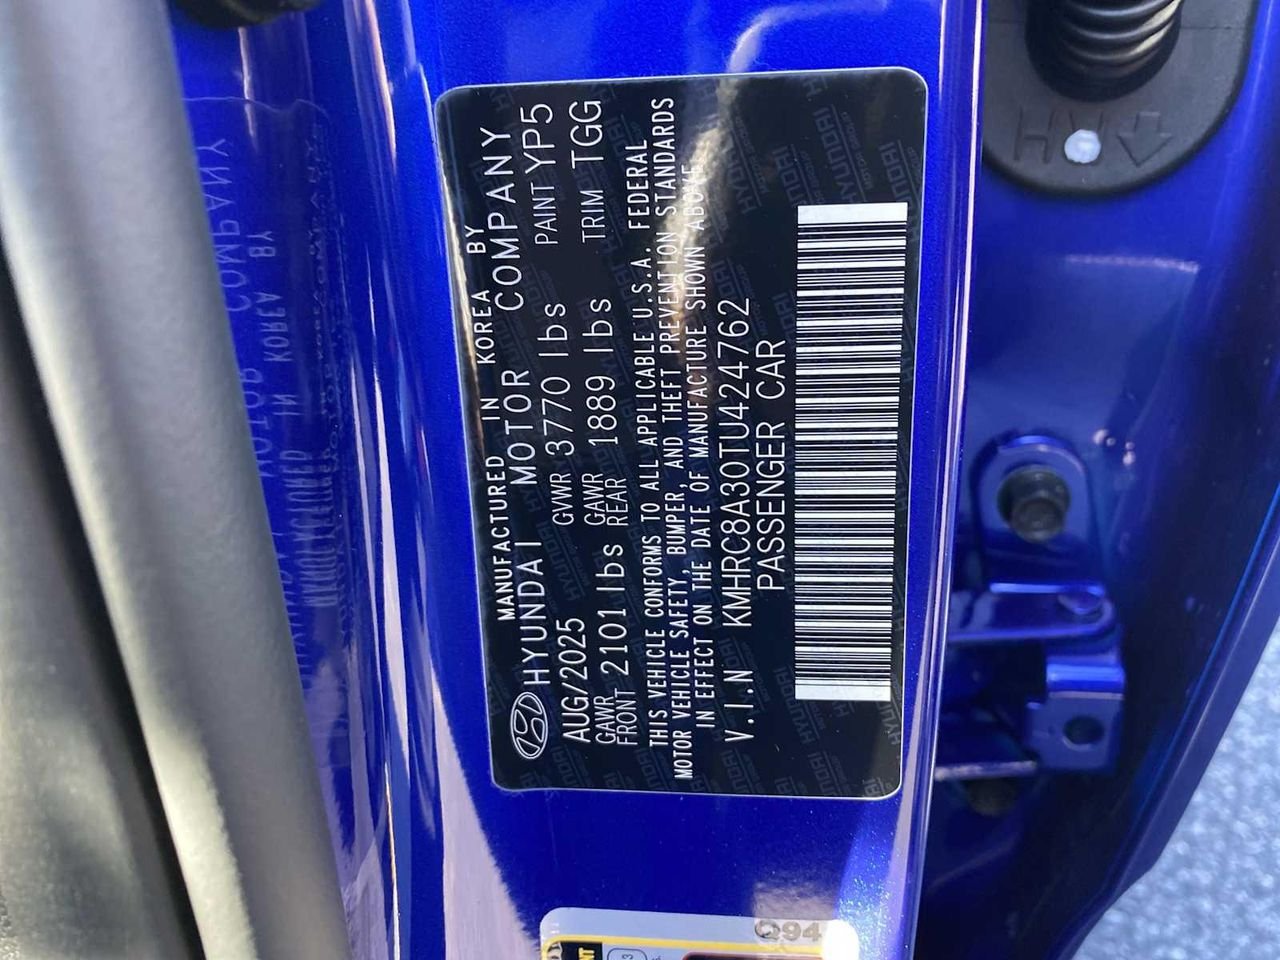 MANUFACTURED IN KOREA BY
HYUNDAI MOTOR COMPANY
AUG/2025 GVWR 3770 lbs PAINT YP5
GAWR FRONT 2101 lbs GAWR REAR 1889 lbs TRIM TGG
THIS VEHICLE CONFORMS TO ALL APPLICABLE U.S.A. FEDERAL
MOTOR VEHICLE SAFETY, BUMPER, AND THEFT PREVENTION STANDARDS
IN EFFECT ON THE DATE OF MANUFACTURE SHOWN ABOVE.
V.I.N KMHRC8A30TU424762
PASSENGER CAR
Q94